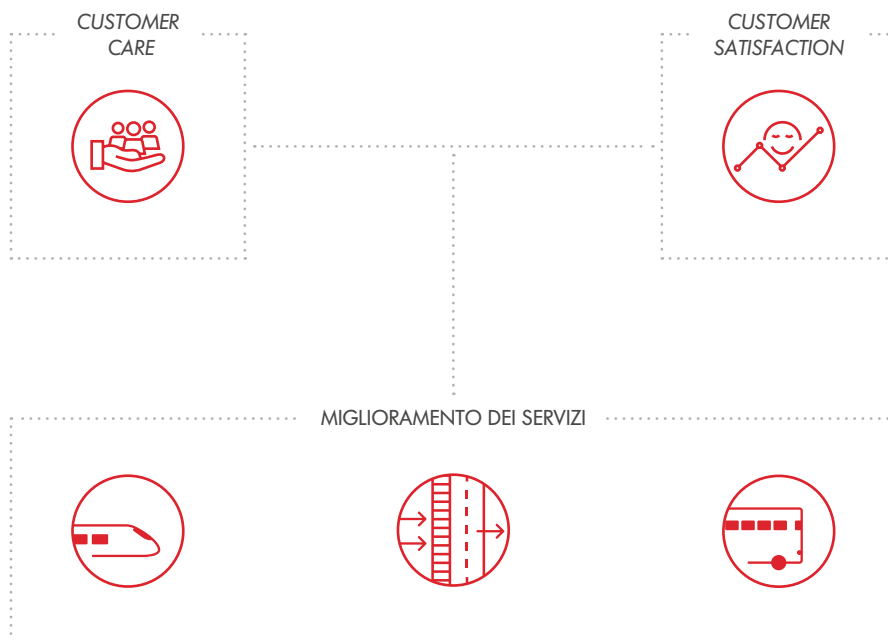 CUSTOMER
CARE
CUSTOMER
SATISFACTION
MIGLIORAMENTO DEI SERVIZI